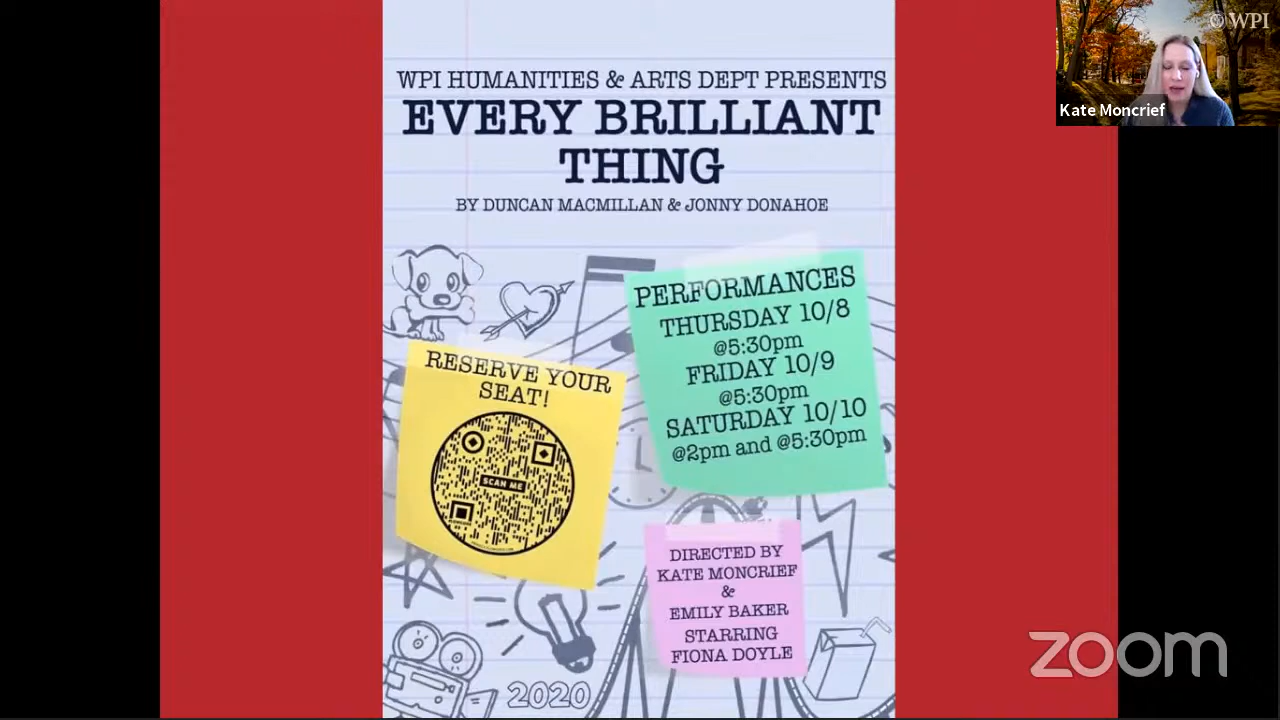 WPI HUMANITIES & ARTS DEPT PRESENTS
EVERY BRILLIANT
THING
BY DUNCAN MACMILLAN & JONNY DONAHOE
PERFORMANCES
THURSDAY 10/8
@5:30pm
FRIDAY 10/9
@5:30pm
SATURDAY 10/10
@2pm and @5:30pm
RESERVE YOUR
SEAT!
SCAN ME
DIRECTED BY
KATE MONCRIEF
&
EMILY BAKER
STARRING
FIONA DOYLE
2020
WPI
Kate Moncrief
zoom